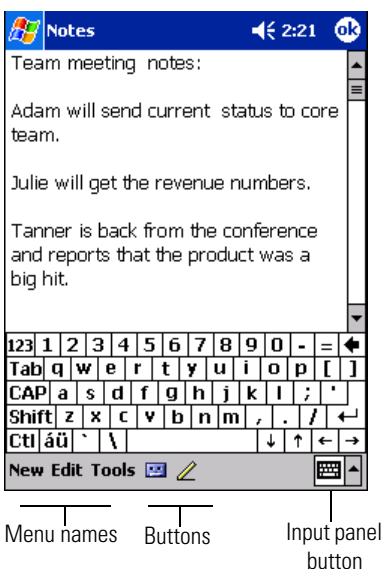 Notes 2:21 ok
Team meeting notes:
Adam will send current status to core
team.
Julie will get the revenue numbers.
Tanner is back from the conference
and reports that the product was a
big hit.
123 1 2 3 4 5 6 7 8 9 0 - =
Tab q w e r t y u i o p [ ]
CAP a s d f g h j k l ; '
Shift z x c v b n m , . /
Ctl áü ` \ ↓ ↑ ← →
New Edit Tools
Menu names Buttons Input panel
button